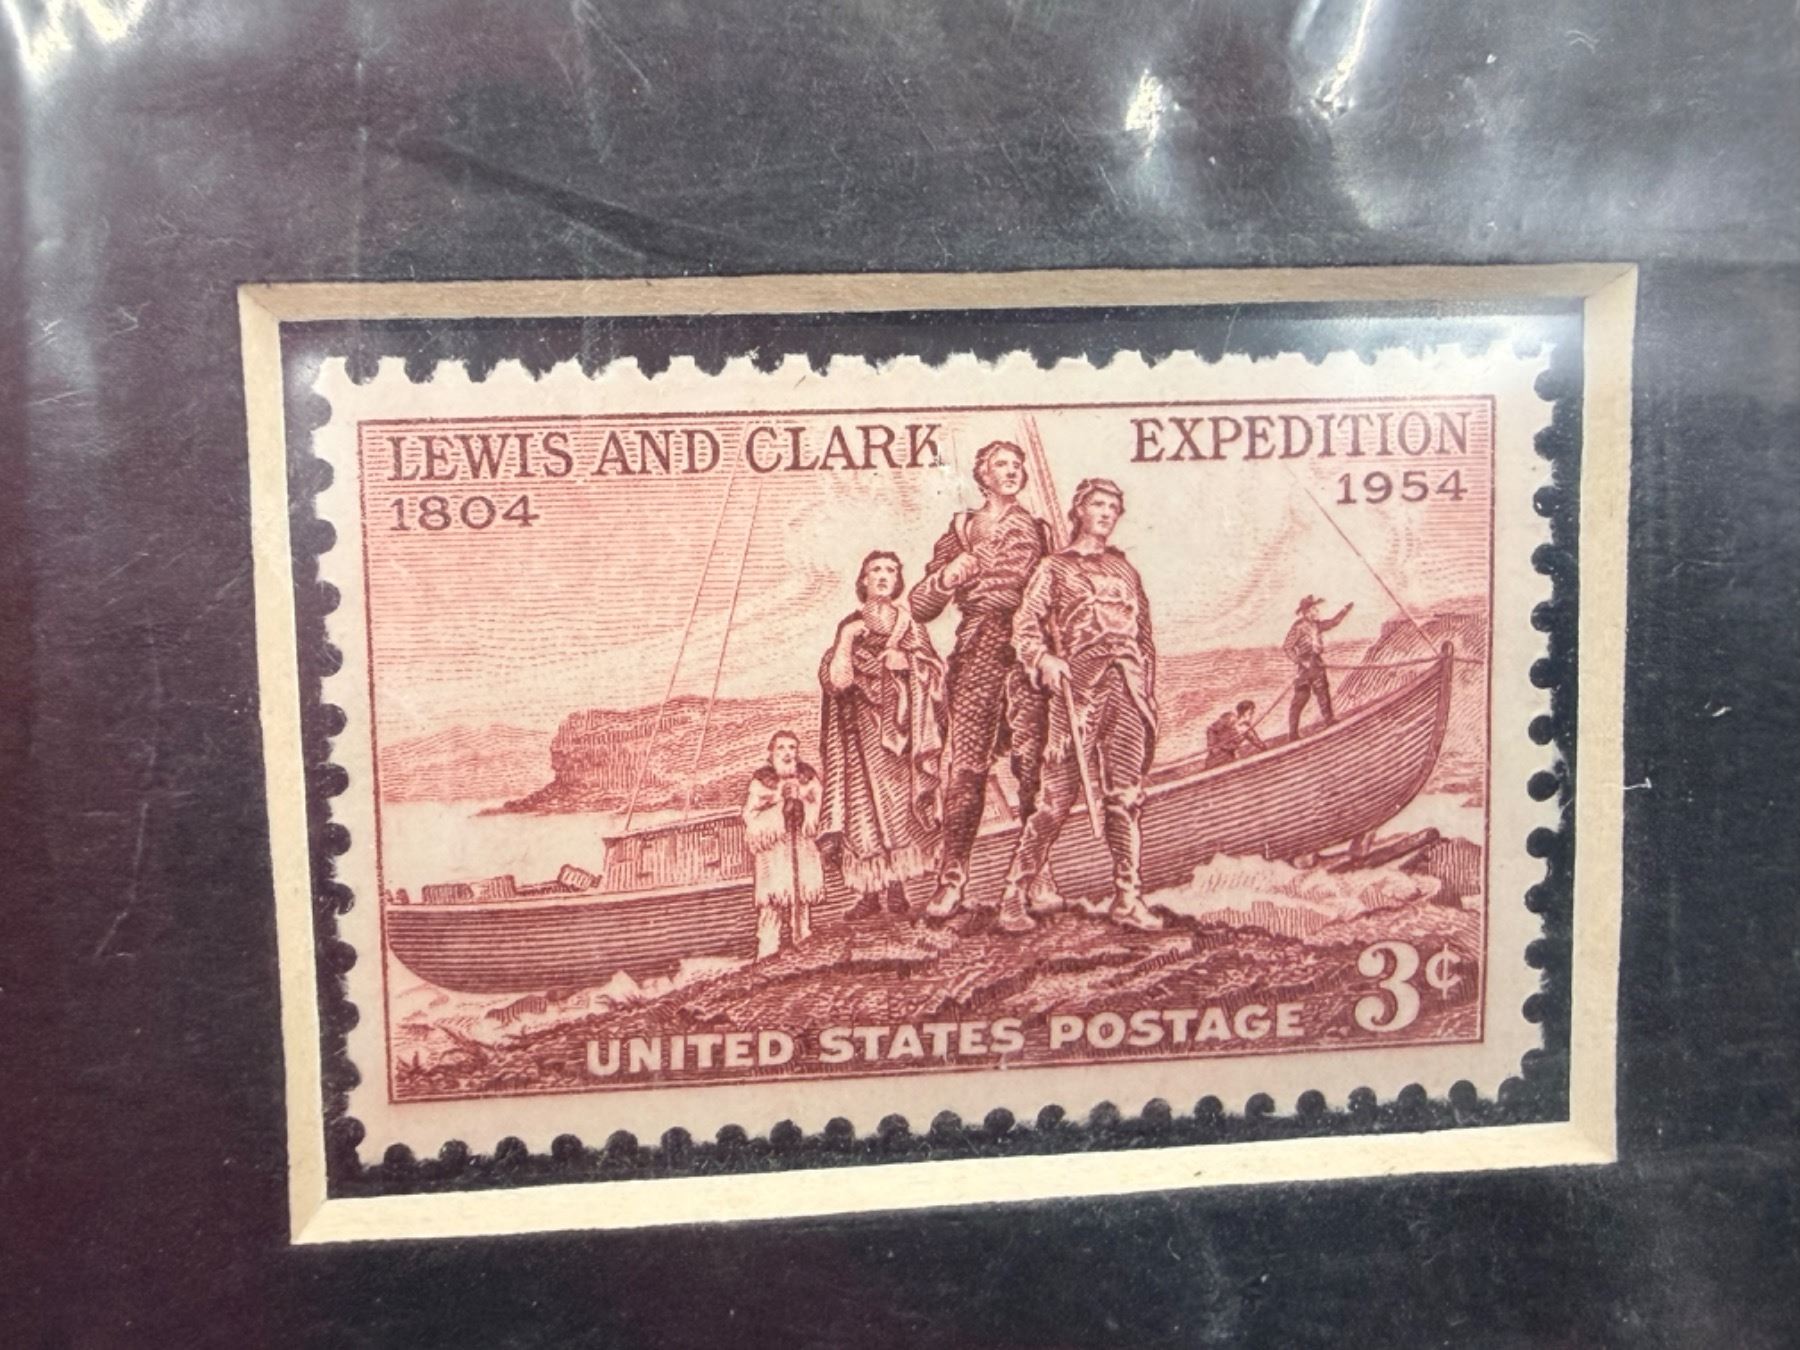 LEWIS AND CLARK EXPEDITION
1804 1954
3¢
UNITED STATES POSTAGE